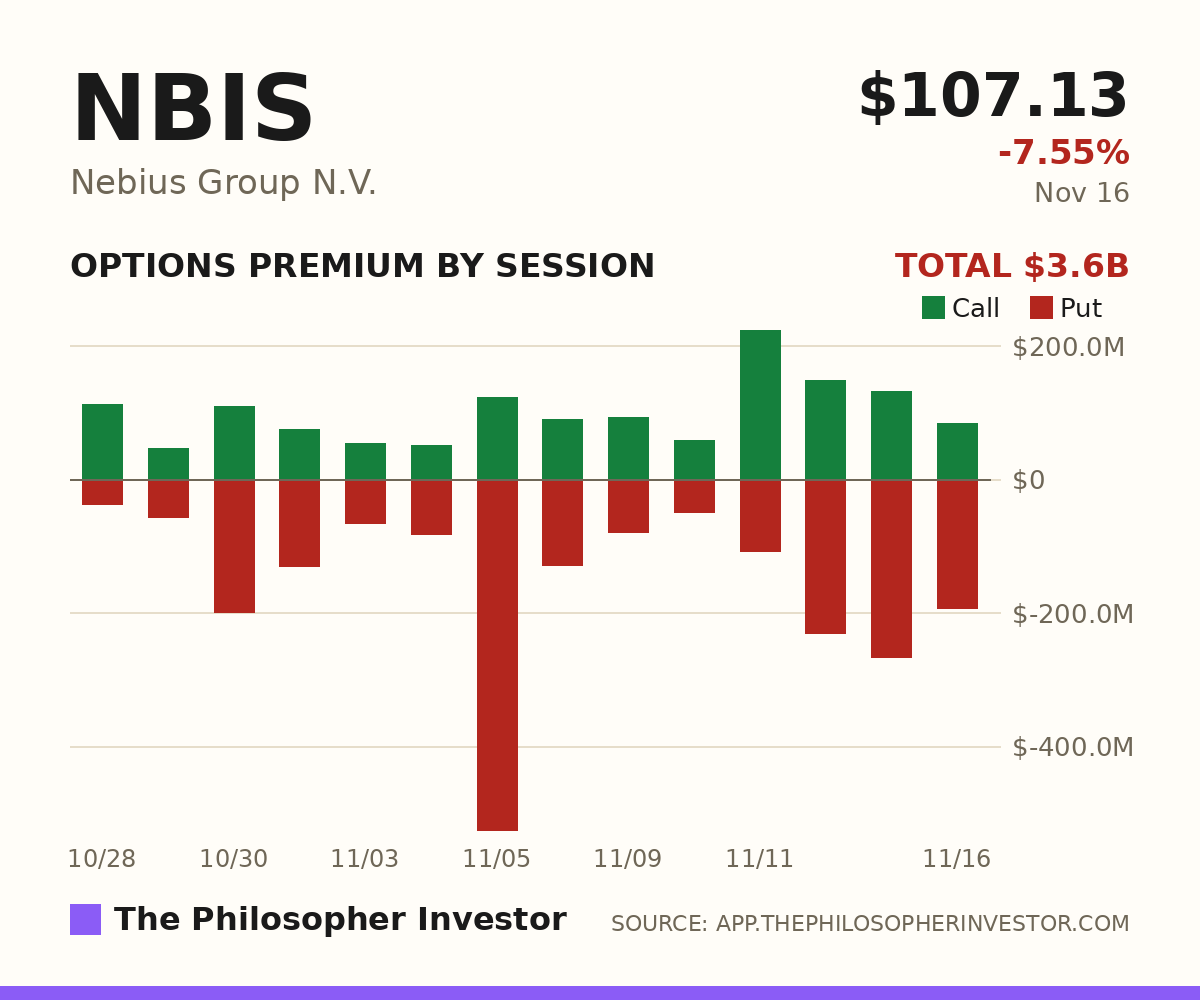 NBIS
$107.13
-7.55%
Nebius Group N.V.
Nov 16
OPTIONS PREMIUM BY SESSION
TOTAL $3.6B
Call
Put
$200.0M
$0
$-200.0M
$-400.0M
10/28 10/30 11/03 11/05 11/09 11/11 11/16
The Philosopher Investor
SOURCE: APP.THEPHILOSOPHERINVESTOR.COM